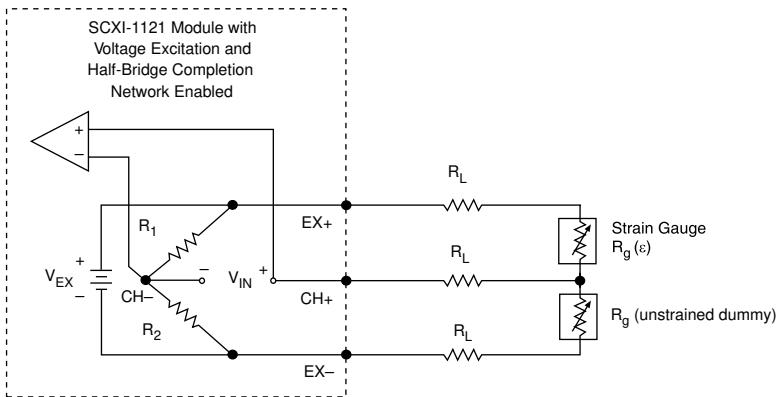 SCXI-1121 Module with
Voltage Excitation and
Half-Bridge Completion
Network Enabled
+
–
R1
EX+
RL
Strain Gauge
Rg (ε)
+
VEX
–
CH–
–
VIN
+
CH+
RL
R2
Rg (unstrained dummy)
RL
EX–